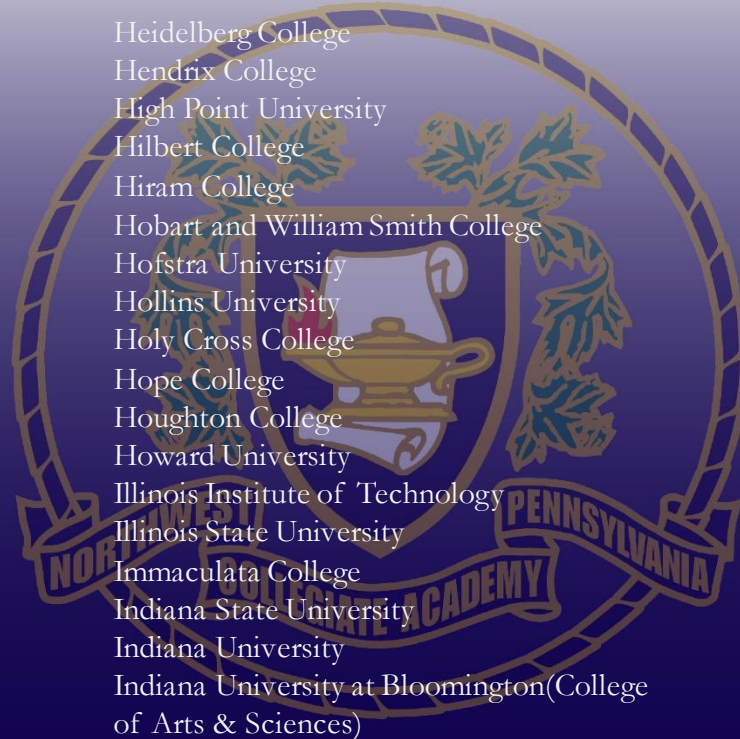 Heidelberg College
Hendrix College
High Point University
Hilbert College
Hiram College
Hobart and William Smith College
Hofstra University
Hollins University
Holy Cross College
Hope College
Houghton College
Howard University
Illinois Institute of Technology
Illinois State University
Immaculata College
Indiana State University
Indiana University
Indiana University at Bloomington(College
of Arts & Sciences)
NORTHWEST PENNSYLVANIA
COLLEGIATE ACADEMY